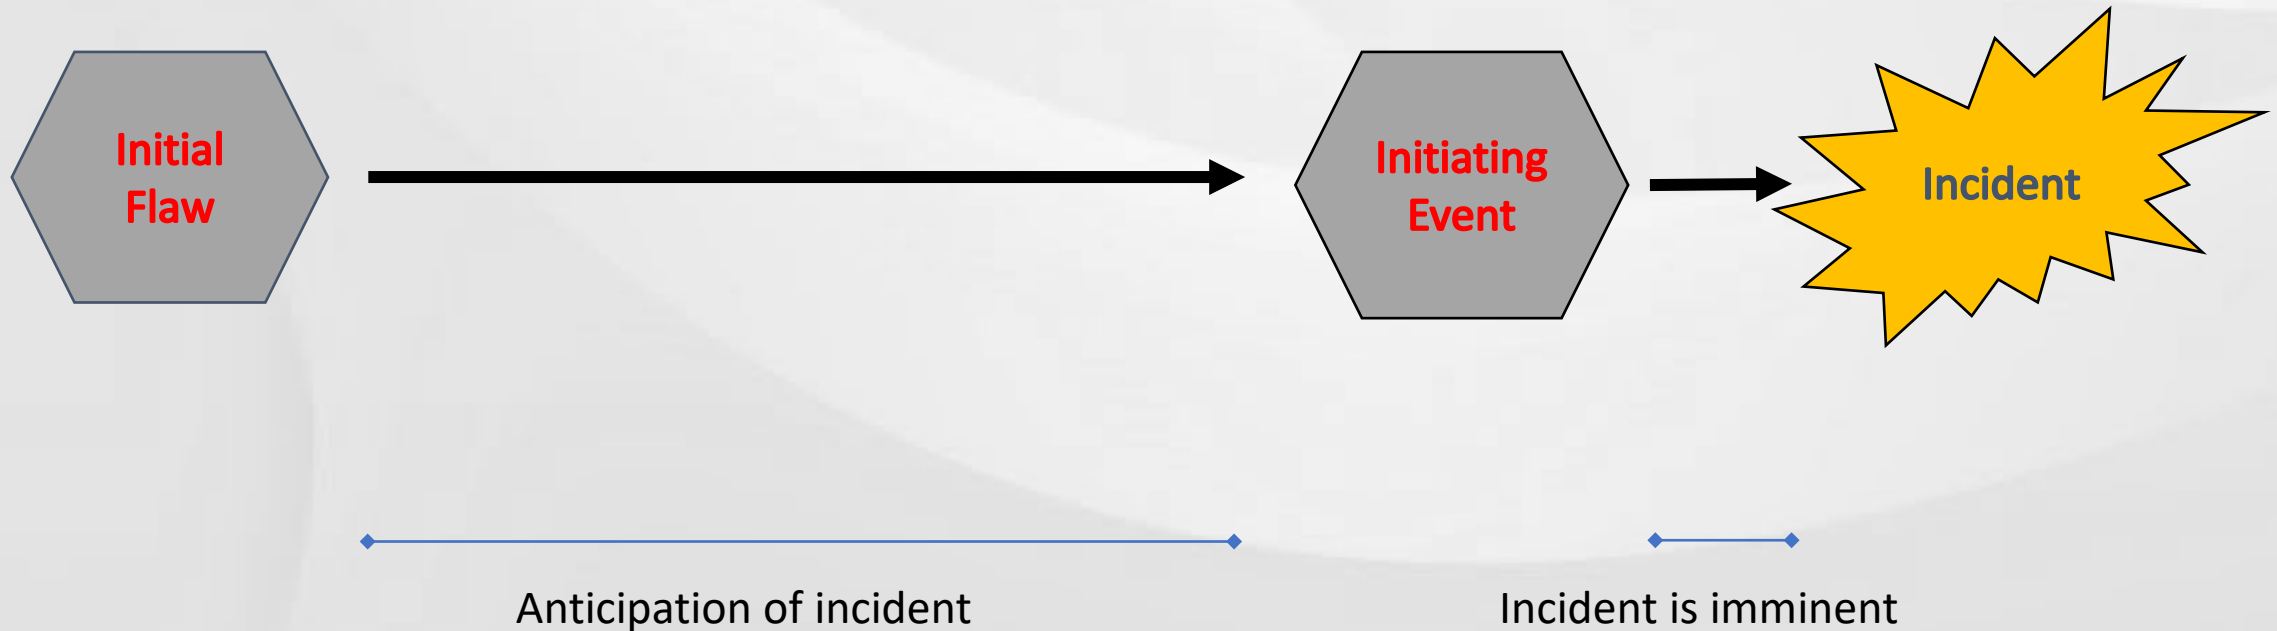 Initial
Flaw
Initiating
Event
Incident
Anticipation of incident
Incident is imminent